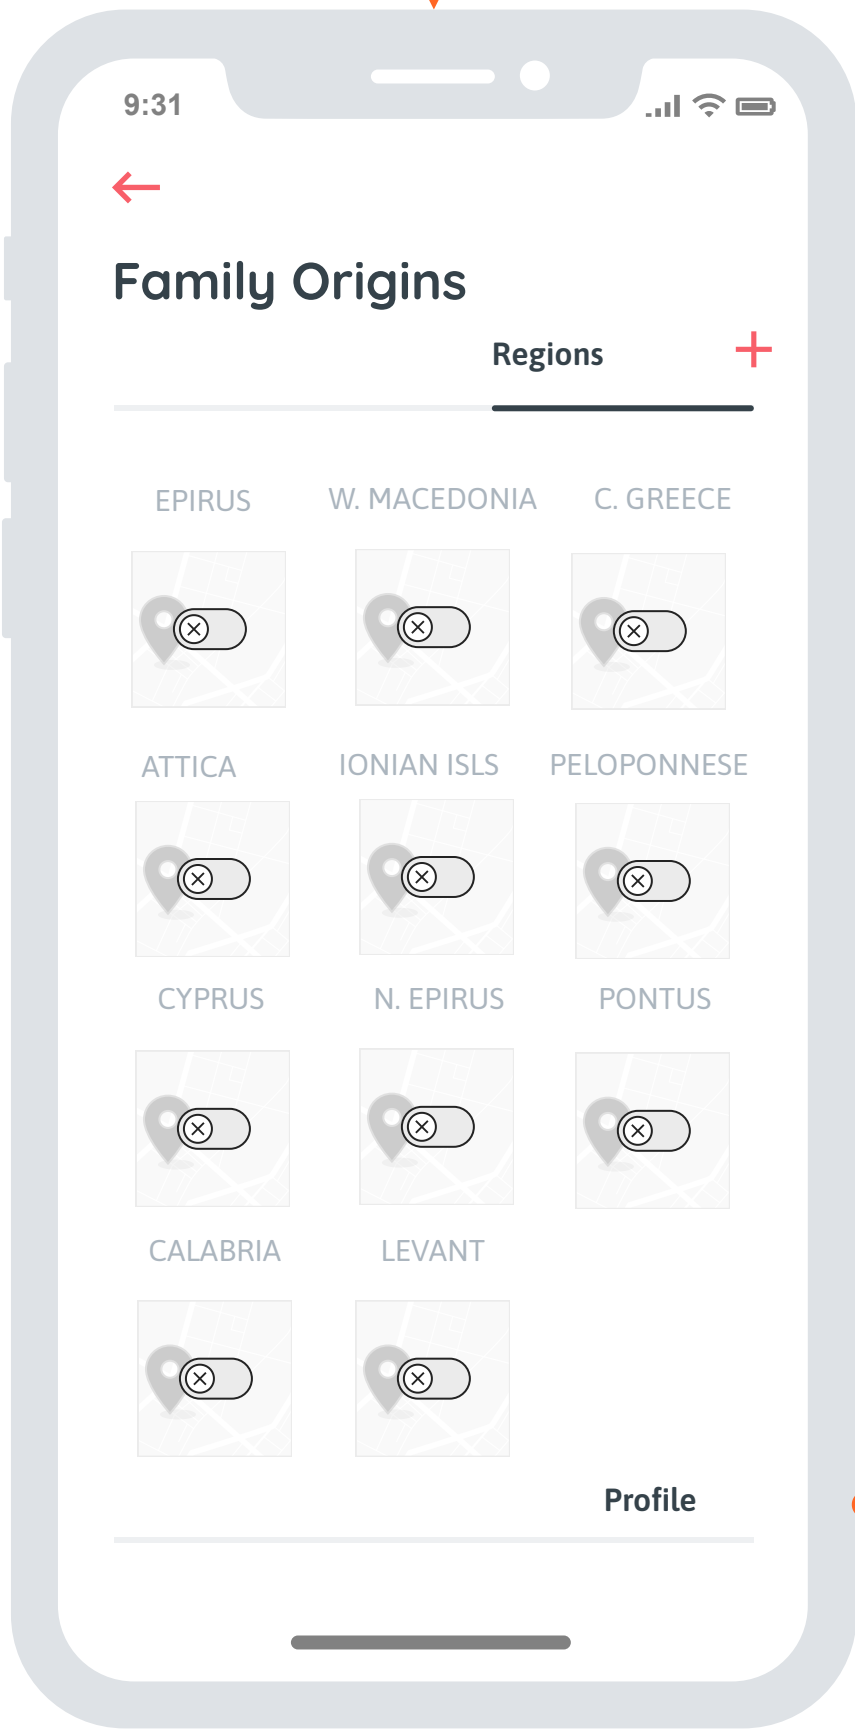 9:31
Family Origins
Regions
EPIRUS W. MACEDONIA C. GREECE
ATTICA IONIAN ISLS PELOPONNESE
CYPRUS N. EPIRUS PONTUS
CALABRIA LEVANT
Profile